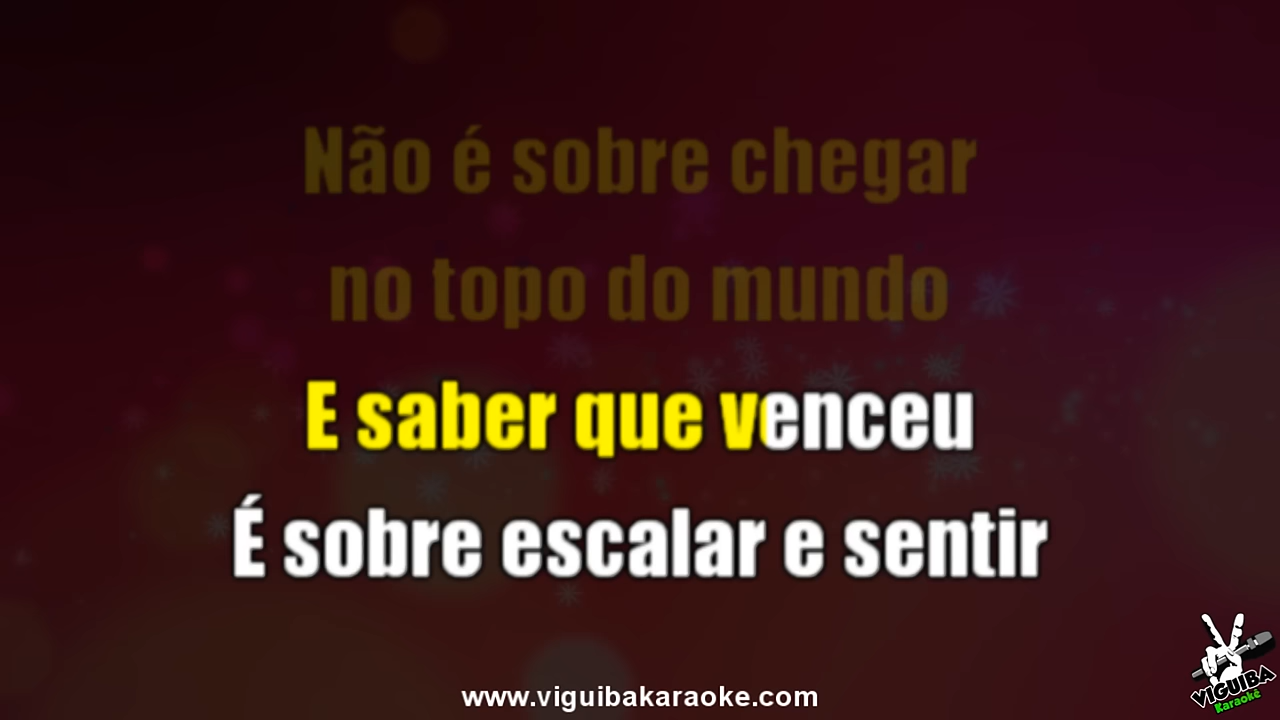 Não é sobre chegar
no topo do mundo
E saber que venceu
É sobre escalar e sentir
www.viguibakaraoke.com
VIGUIBA
Karaokê